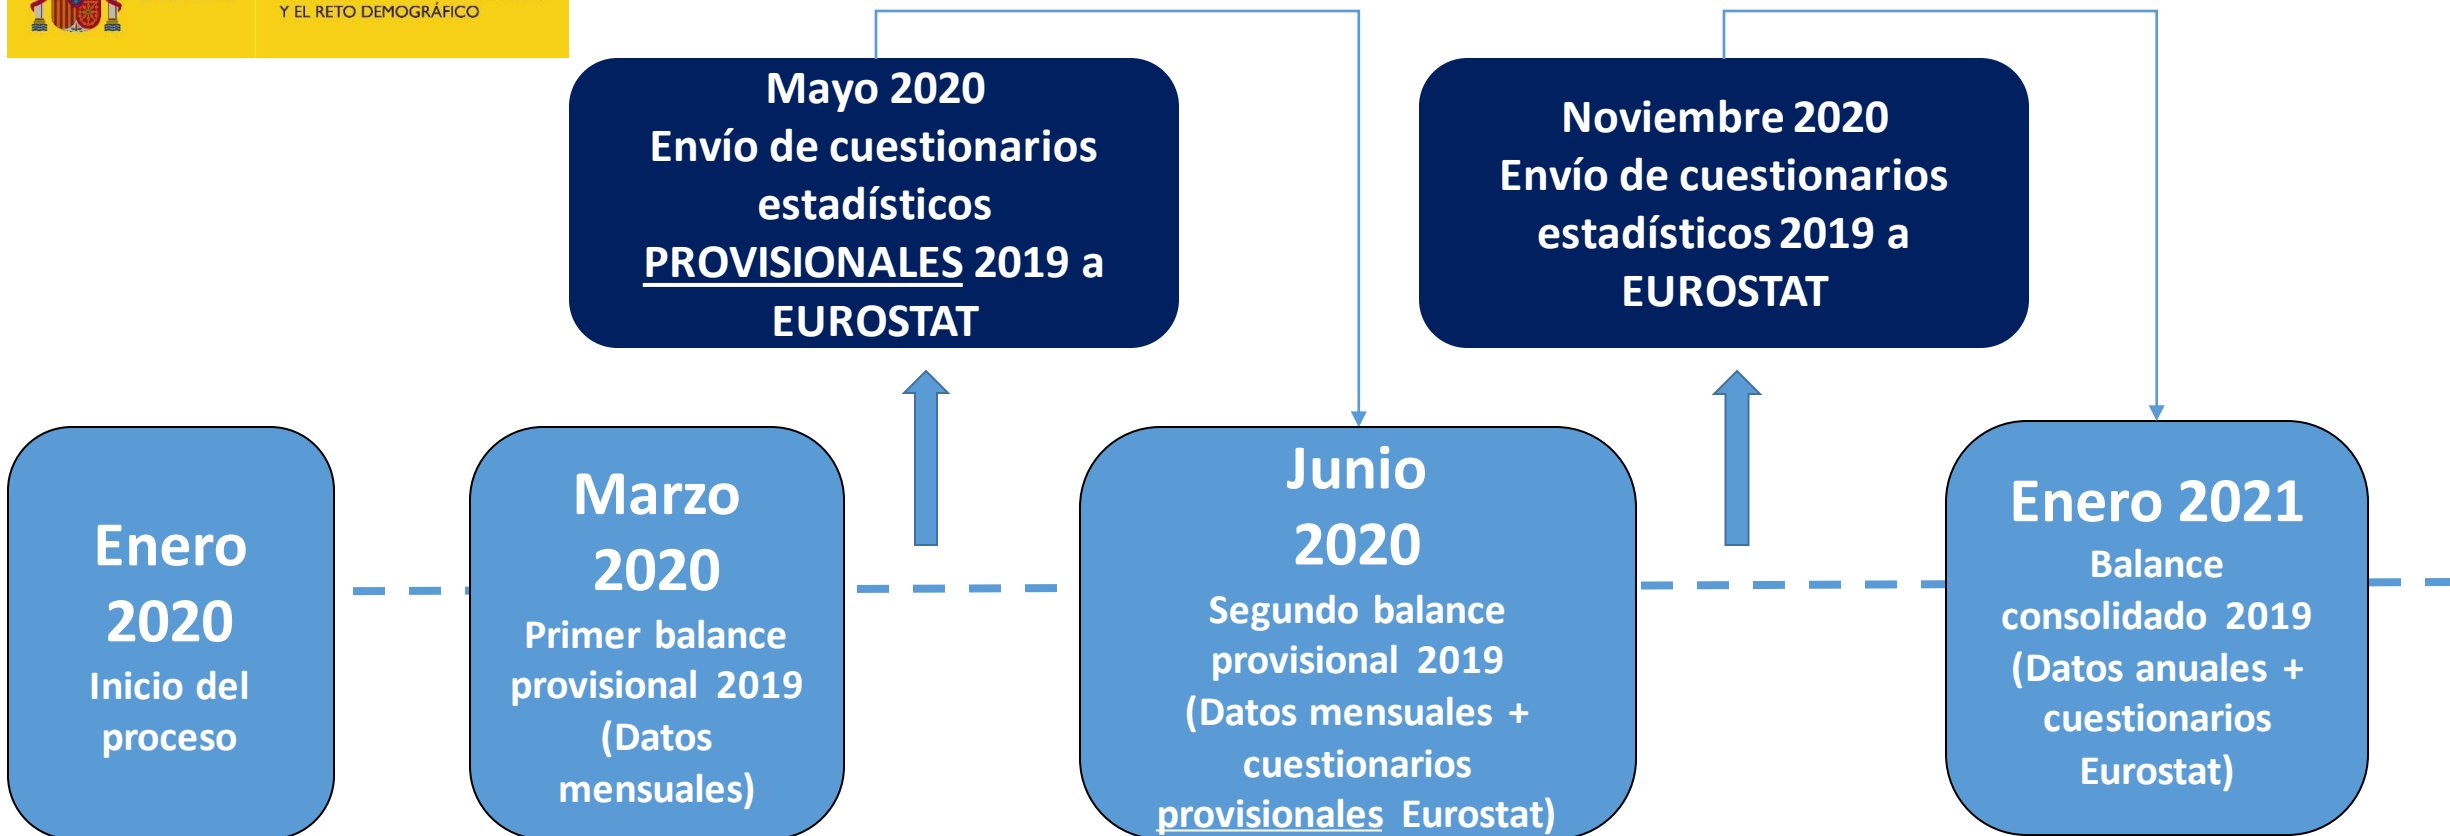 Y EL RETO DEMOGRÁFICO
Mayo 2020
Envío de cuestionarios
estadísticos
PROVISIONALES 2019 a
EUROSTAT
Noviembre 2020
Envío de cuestionarios
estadísticos 2019 a
EUROSTAT
Enero
2020
Inicio del
proceso
Marzo
2020
Primer balance
provisional 2019
(Datos
mensuales)
Junio
2020
Segundo balance
provisional 2019
(Datos mensuales +
cuestionarios
provisionales Eurostat)
Enero 2021
Balance
consolidado 2019
(Datos anuales +
cuestionarios
Eurostat)